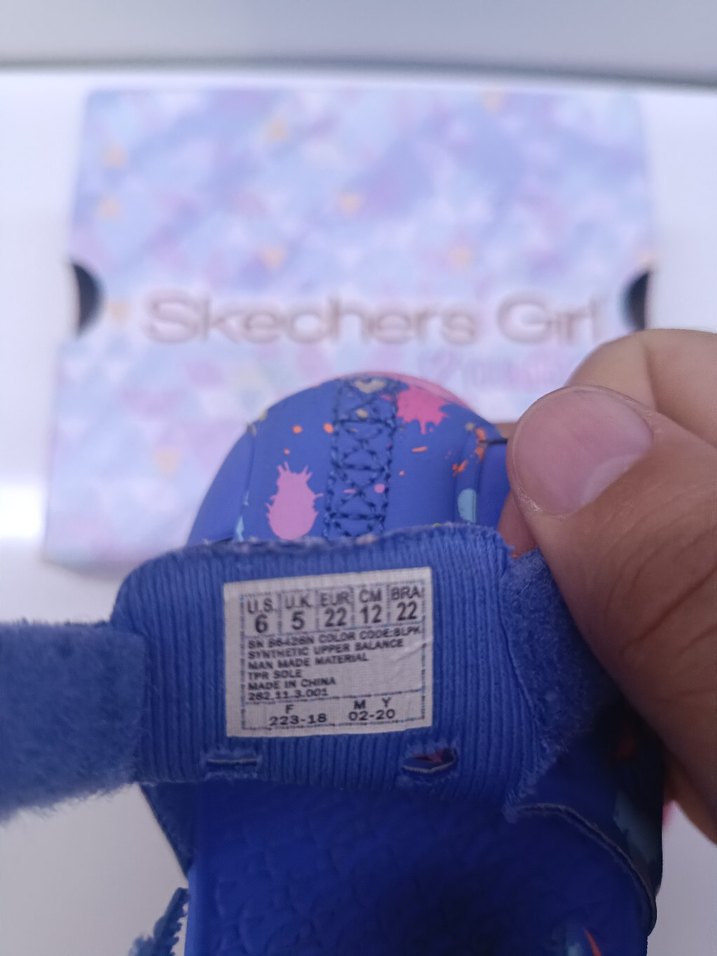 Skechers Girl
U.S. U.K EUR CM BRA
6 5 22 12 22
SN 86426N COLOR CODE:BLPK
SYNTHETIC UPPER BALANCE
MAN MADE MATERIAL
TPR SOLE
MADE IN CHINA
282.11.3.001
F M Y
223-18 02-20